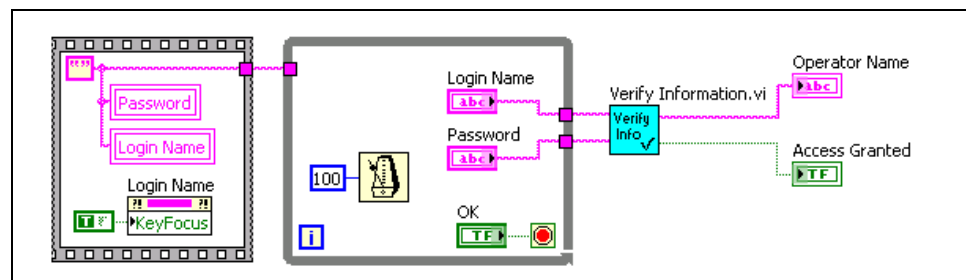 ""
Password
Login Name
Login Name
?! ?!
T F
KeyFocus
100
i
Login Name
abc
Password
abc
OK
TF
Verify Information.vi
Verify
Info
Operator Name
abc
Access Granted
TF